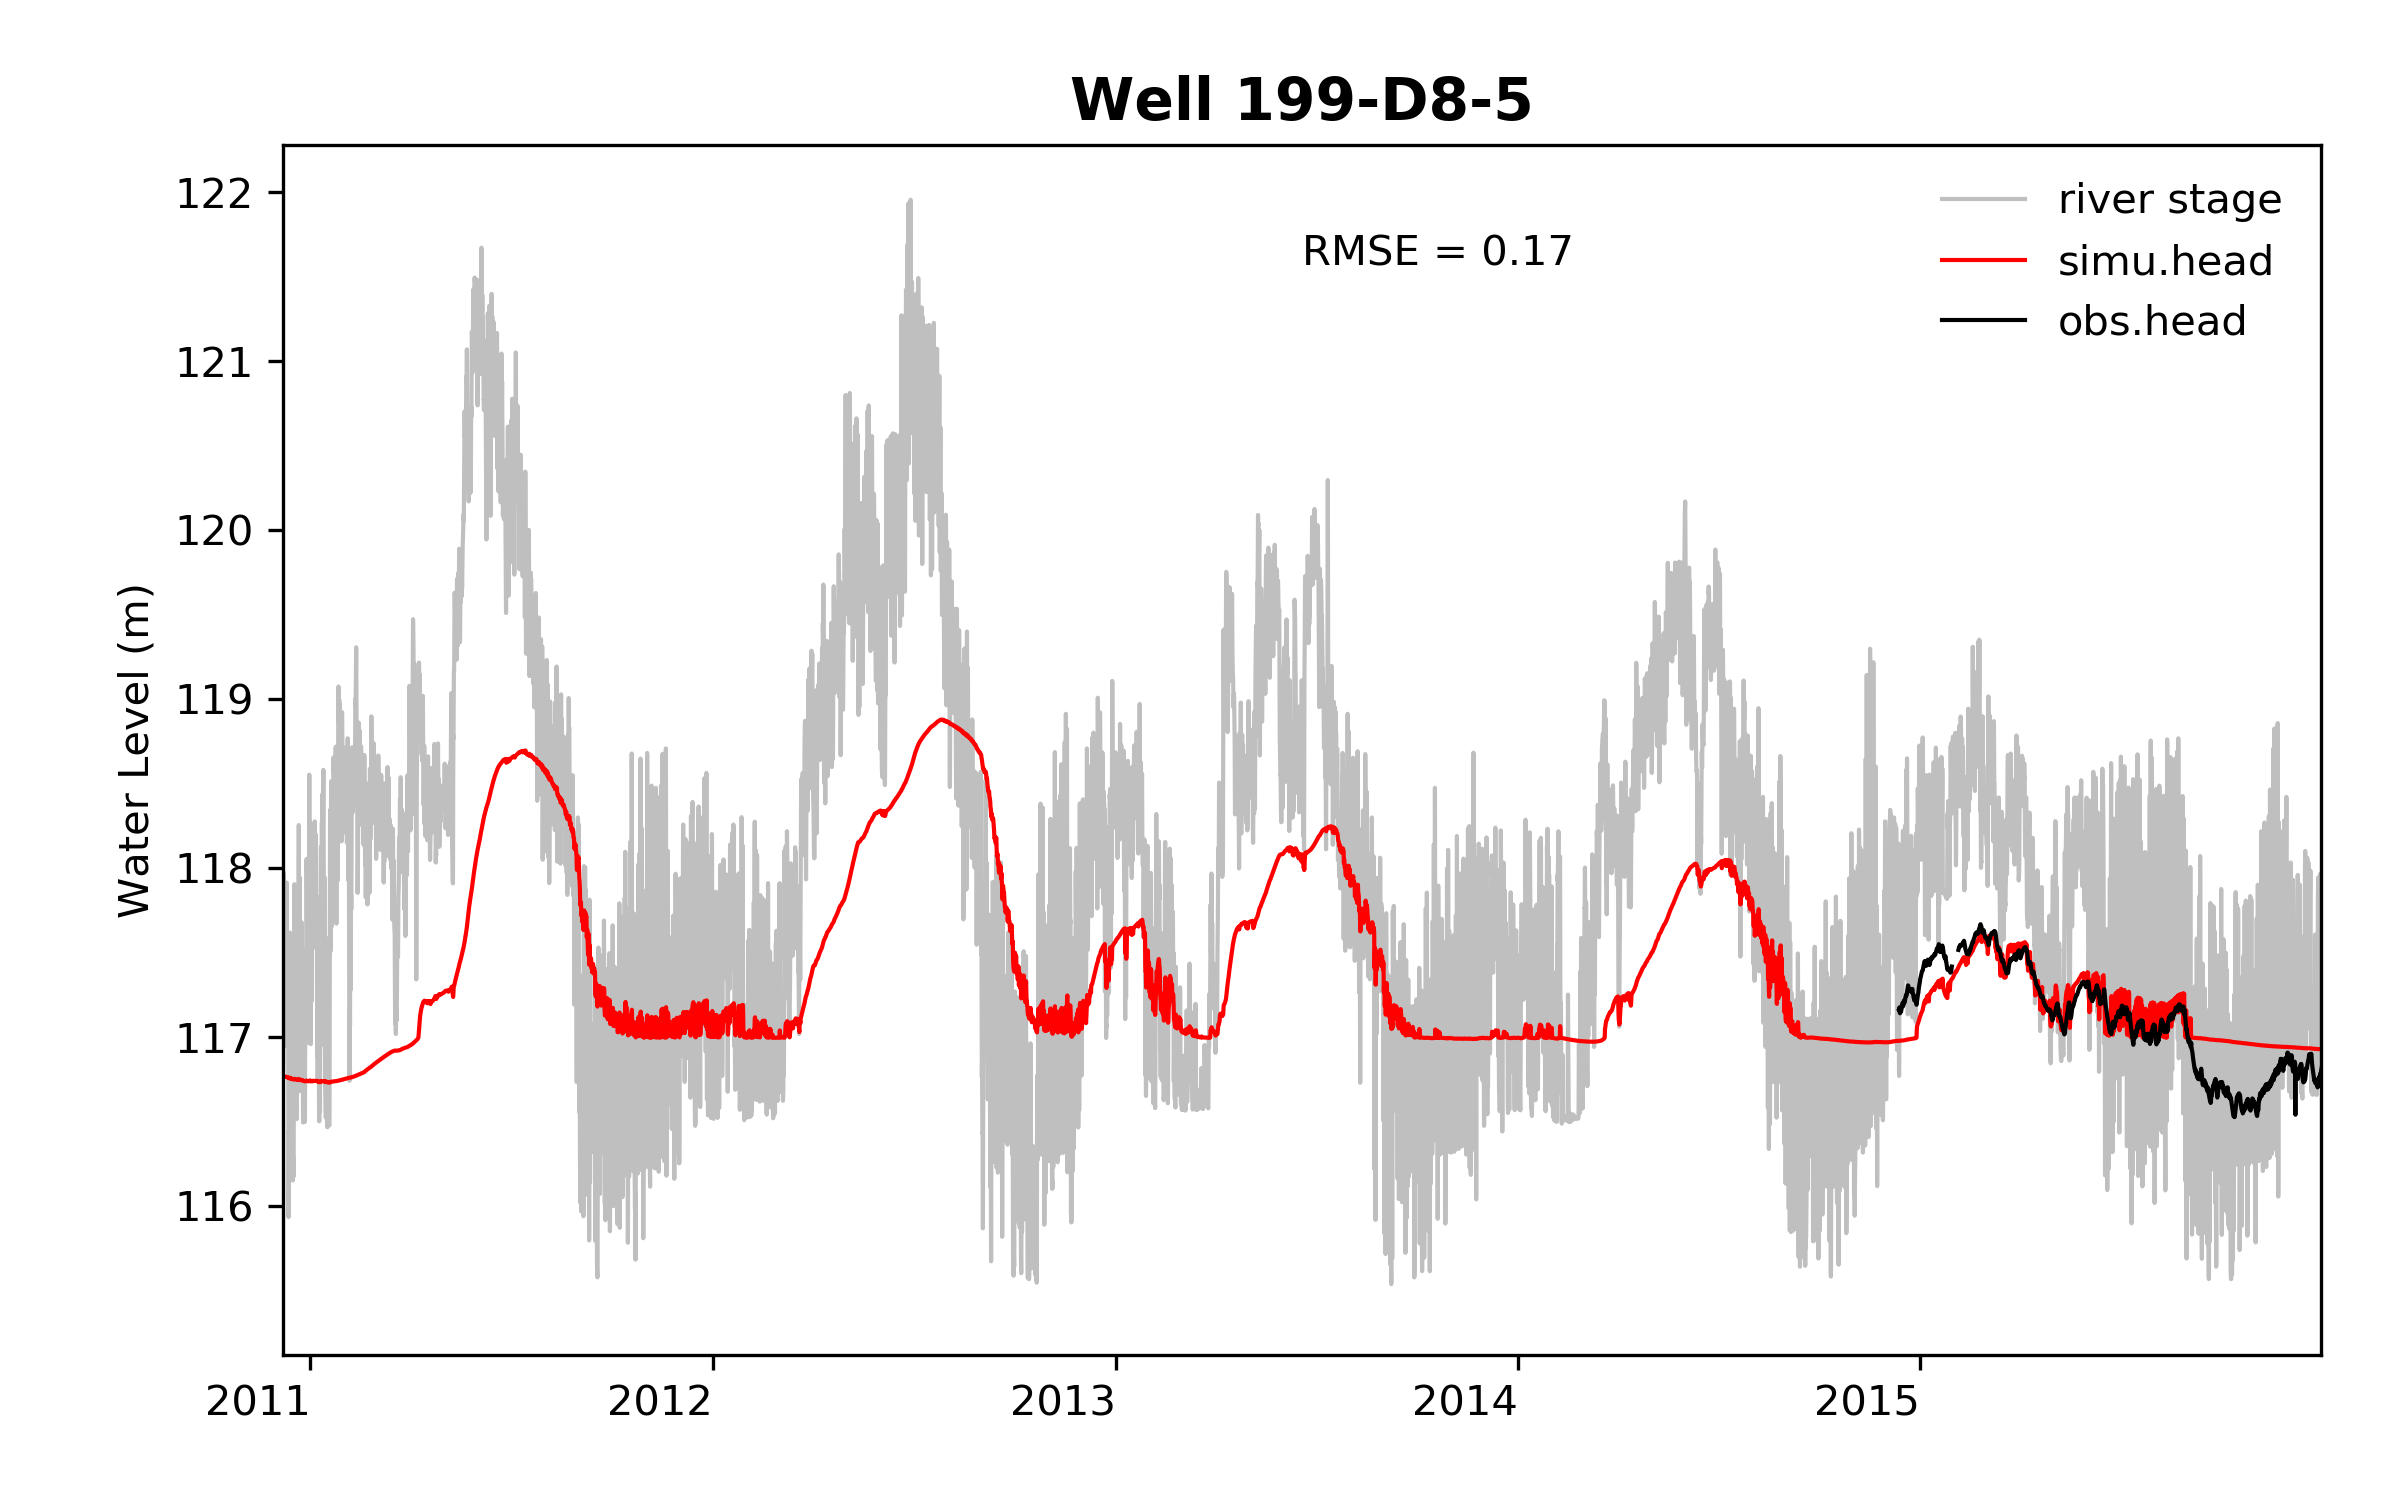 Well 199-D8-5
122
121
120
119
118
117
116
Water Level (m)
RMSE = 0.17
river stage
simu.head
obs.head
2011 2012 2013 2014 2015